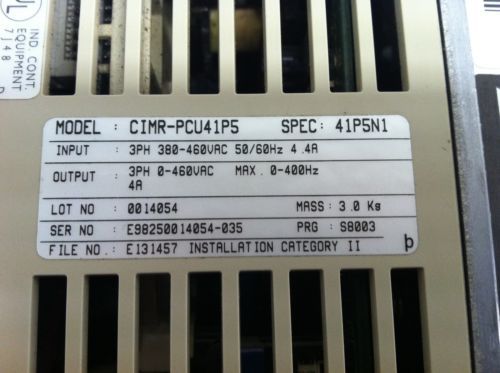 IND. CONT.
EQUIPMENT
7J48
MODEL : CIMR-PCU41P5 SPEC: 41P5N1
INPUT : 3PH 380-460VAC 50/60Hz 4.4A
OUTPUT : 3PH 0-460VAC MAX. 0-400Hz
4A
LOT NO : 0014054 MASS: 3.0 Kg
SER NO : E98250014054-035 PRG : S8003
FILE NO.: E131457 INSTALLATION CATEGORY II